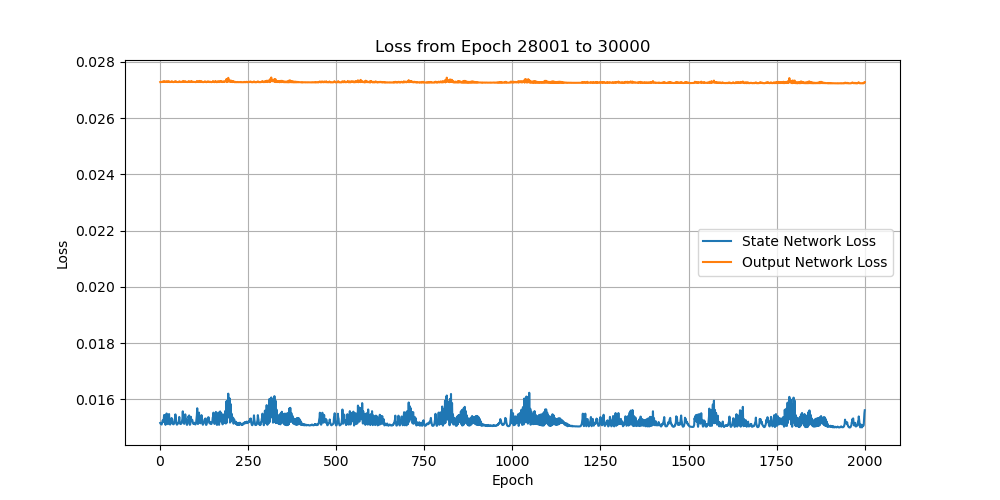 Loss from Epoch 28001 to 30000
0.028
0.026
0.024
0.022
0.020
0.018
0.016
Loss
State Network Loss
Output Network Loss
0 250 500 750 1000 1250 1500 1750 2000
Epoch